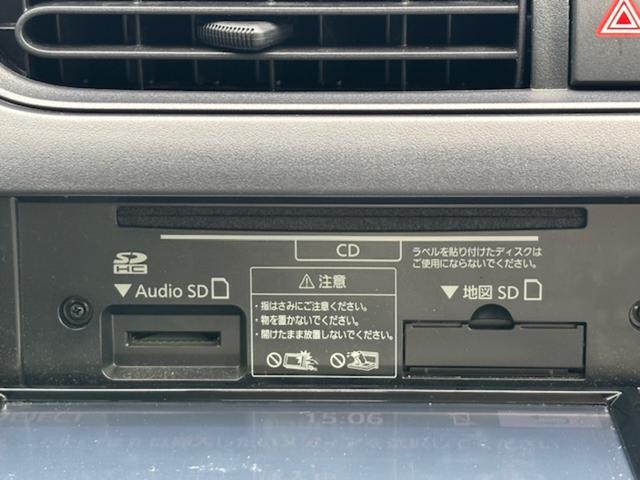 CD
ラベルを貼り付けたディスクは
ご使用にならないでください。
SD
HC
▼Audio SD
⚠注意
・指はさみにご注意ください。
・物を置かないでください。
・開けたまま放置しないでください。
▼地図 SD
15:06